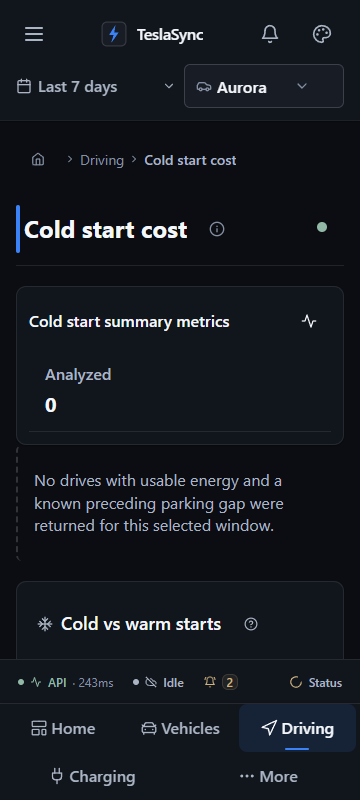 TeslaSync
Last 7 days
Aurora
Driving
Cold start cost
Cold start cost
Cold start summary metrics
Analyzed
0
No drives with usable energy and a
known preceding parking gap were
returned for this selected window.
Cold vs warm starts
API · 243ms
Idle
2
Status
Home
Vehicles
Driving
Charging
More